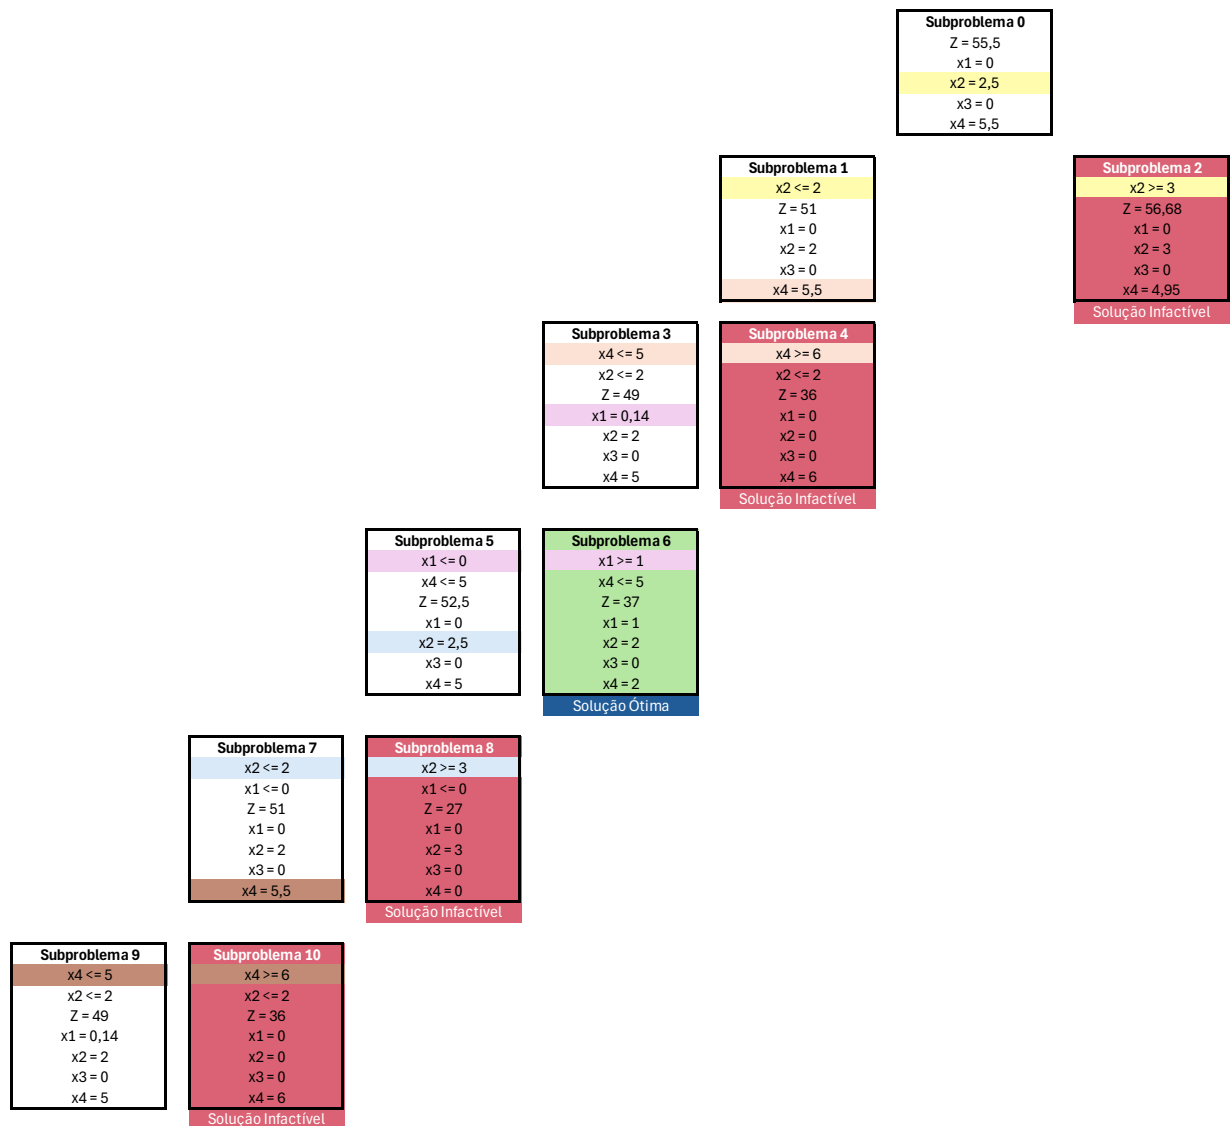 Subproblema 0
Z = 55,5
x1 = 0
x2 = 2,5
x3 = 0
x4 = 5,5
Subproblema 1
x2 <= 2
Z = 51
x1 = 0
x2 = 2
x3 = 0
x4 = 5,5
Subproblema 2
x2 >= 3
Z = 56,68
x1 = 0
x2 = 3
x3 = 0
x4 = 4,95
Solução Infactível
Subproblema 3
x4 <= 5
x2 <= 2
Z = 49
x1 = 0,14
x2 = 2
x3 = 0
x4 = 5
Subproblema 4
x4 >= 6
x2 <= 2
Z = 36
x1 = 0
x2 = 0
x3 = 0
x4 = 6
Solução Infactível
Subproblema 5
x1 <= 0
x4 <= 5
Z = 52,5
x1 = 0
x2 = 2,5
x3 = 0
x4 = 5
Subproblema 6
x1 >= 1
x4 <= 5
Z = 37
x1 = 1
x2 = 2
x3 = 0
x4 = 2
Solução Ótima
Subproblema 7
x2 <= 2
x1 <= 0
Z = 51
x1 = 0
x2 = 2
x3 = 0
x4 = 5,5
Subproblema 8
x2 >= 3
x1 <= 0
Z = 27
x1 = 0
x2 = 3
x3 = 0
x4 = 0
Solução Infactível
Subproblema 9
x4 <= 5
x2 <= 2
Z = 49
x1 = 0,14
x2 = 2
x3 = 0
x4 = 5
Subproblema 10
x4 >= 6
x2 <= 2
Z = 36
x1 = 0
x2 = 0
x3 = 0
x4 = 6
Solução Infactível